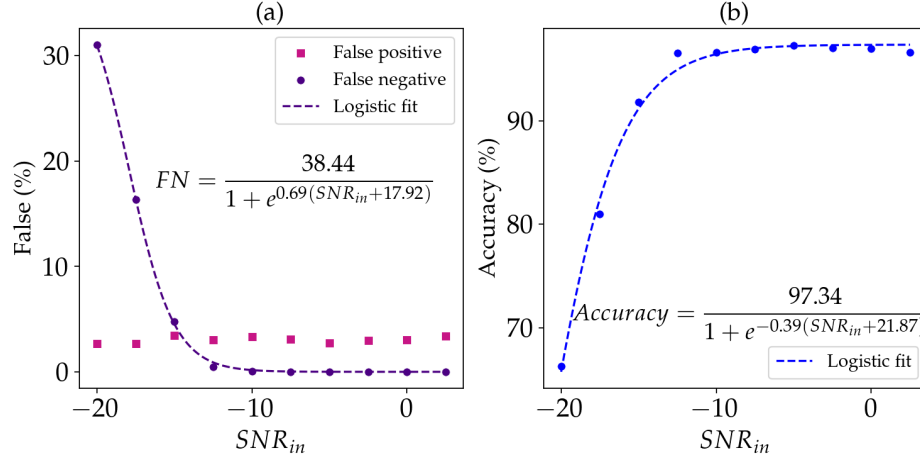 (a)
30
20
10
0
False (%)
False positive
False negative
Logistic fit
FN = 38.44 / 1 + e^0.69(SNR_in+17.92)
−20 −10 0
SNR_in
(b)
90
80
70
Accuracy (%)
Accuracy = 97.34 / 1 + e^−0.39(SNR_in+21.87)
Logistic fit
−20 −10 0
SNR_in